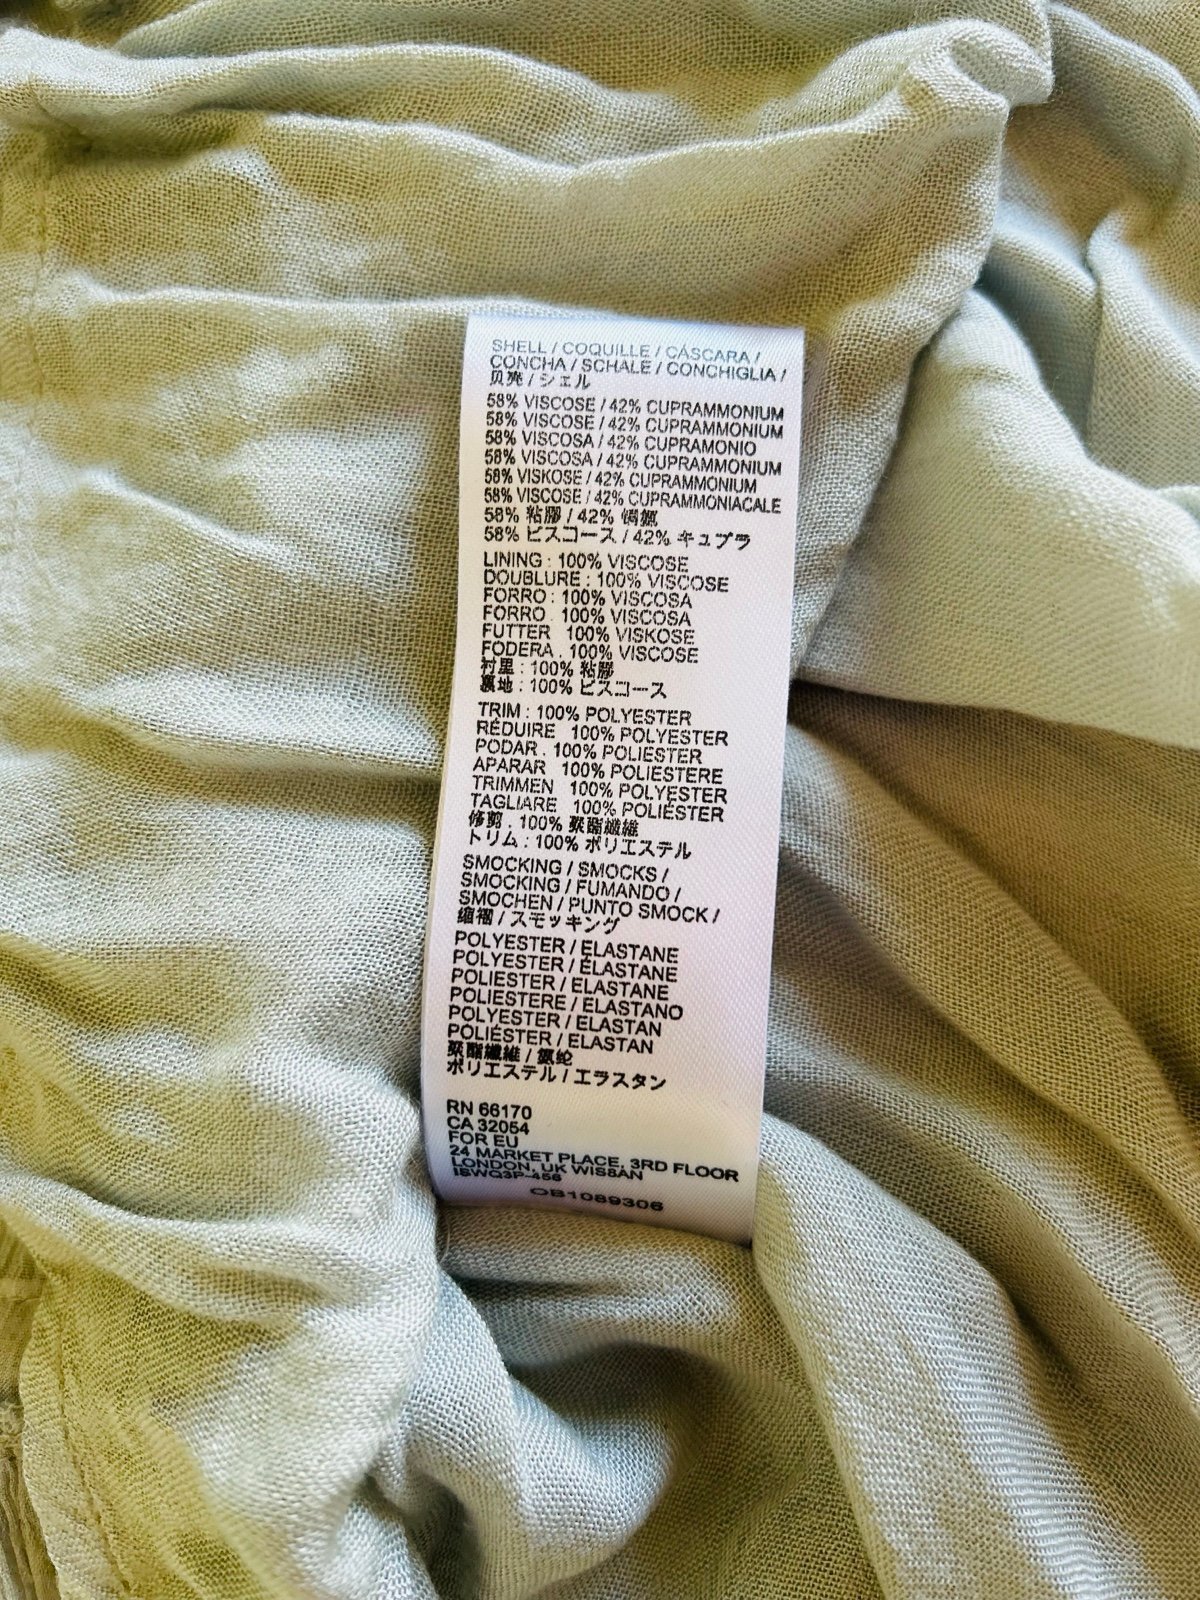 SHELL / COQUILLE / CÁSCARA /
CONCHA / SCHALE / CONCHIGLIA /
贝壳 / シェル
58% VISCOSE / 42% CUPRAMMONIUM
58% VISCOSE / 42% CUPRAMMONIUM
58% VISCOSA / 42% CUPRAMONIO
58% VISCOSA / 42% CUPRAMMONIUM
58% VISKOSE / 42% CUPRAMMONIUM
58% VISCOSE / 42% CUPRAMMONIACALE
58% 粘膠 / 42%
58% ビスコース / 42% キュプラ
LINING : 100% VISCOSE
DOUBLURE : 100% VISCOSE
FORRO : 100% VISCOSA
FORRO : 100% VISCOSA
FUTTER 100% VISKOSE
FODERA . 100% VISCOSE
衬里 : 100% 粘膠
裏地 : 100% ビスコース
TRIM : 100% POLYESTER
RÉDUIRE 100% POLYESTER
PODAR . 100% POLIESTER
APARAR 100% POLIESTERE
TRIMMEN 100% POLYESTER
TAGLIARE 100% POLIÉSTER
修剪 . 100% 聚酯纖維
トリム : 100% ポリエステル
SMOCKING / SMOCKS /
SMOCKING / FUMANDO /
SMOCHEN / PUNTO SMOCK /
缩褶 / スモッキング
POLYESTER / ELASTANE
POLYESTER / ÉLASTANE
POLIESTER / ELASTANE
POLIESTERE / ELASTANO
POLYESTER / ELASTAN
POLIÉSTER / ELASTAN
聚酯纖維 / 氨纶
ポリエステル / エラスタン
RN 66170
CA 32054
FOR EU
24 MARKET PLACE, 3RD FLOOR
LONDON, UK WIS8AN
ISWQ3P-456
OB1089306